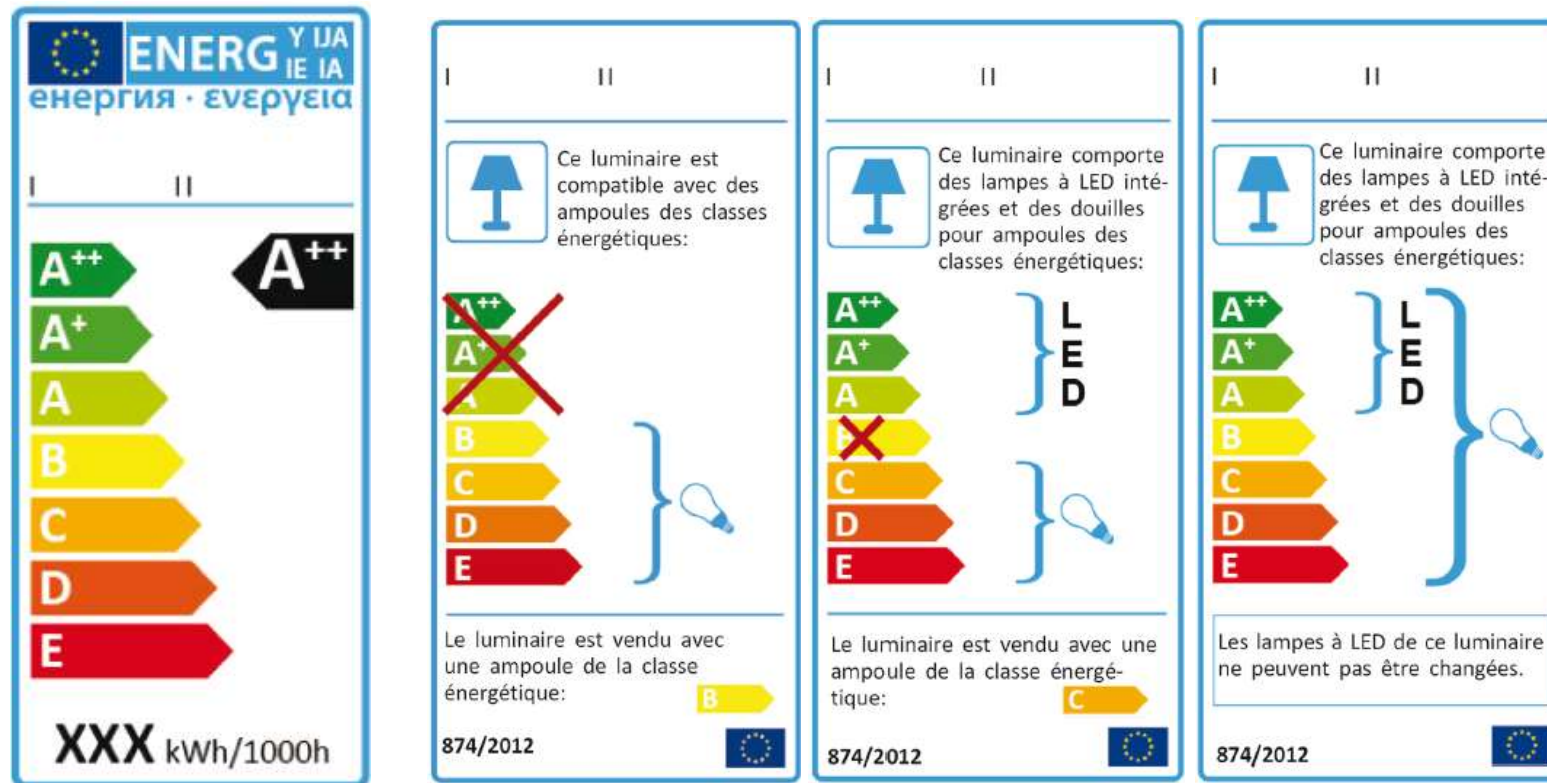 ENERG Y IJA
IE IA
енергия · ενεργεια
I II
A++ A++
A+
A
B
C
D
E
XXX kWh/1000h
I II
Ce luminaire est
compatible avec des
ampoules des classes
énergétiques:
A++
A+
A
B
C
D
E
Le luminaire est vendu avec
une ampoule de la classe
énergétique:
B
874/2012
I II
Ce luminaire comporte
des lampes à LED inté-
grées et des douilles
pour ampoules des
classes énergétiques:
A++
A+
A
B
C
D
E
L
E
D
Le luminaire est vendu avec une
ampoule de la classe énergé-
tique:
C
874/2012
I II
Ce luminaire comporte
des lampes à LED inté-
grées et des douilles
pour ampoules des
classes énergétiques:
A++
A+
A
B
C
D
E
L
E
D
Les lampes à LED de ce luminaire
ne peuvent pas être changées.
874/2012